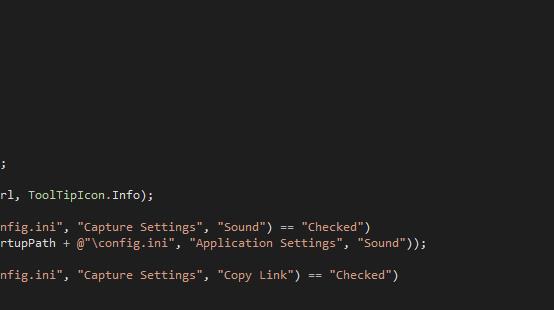 ;
rl, ToolTipIcon.Info);
nfig.ini", "Capture Settings", "Sound") == "Checked")
rtupPath + @"\config.ini", "Application Settings", "Sound"));
nfig.ini", "Capture Settings", "Copy Link") == "Checked")